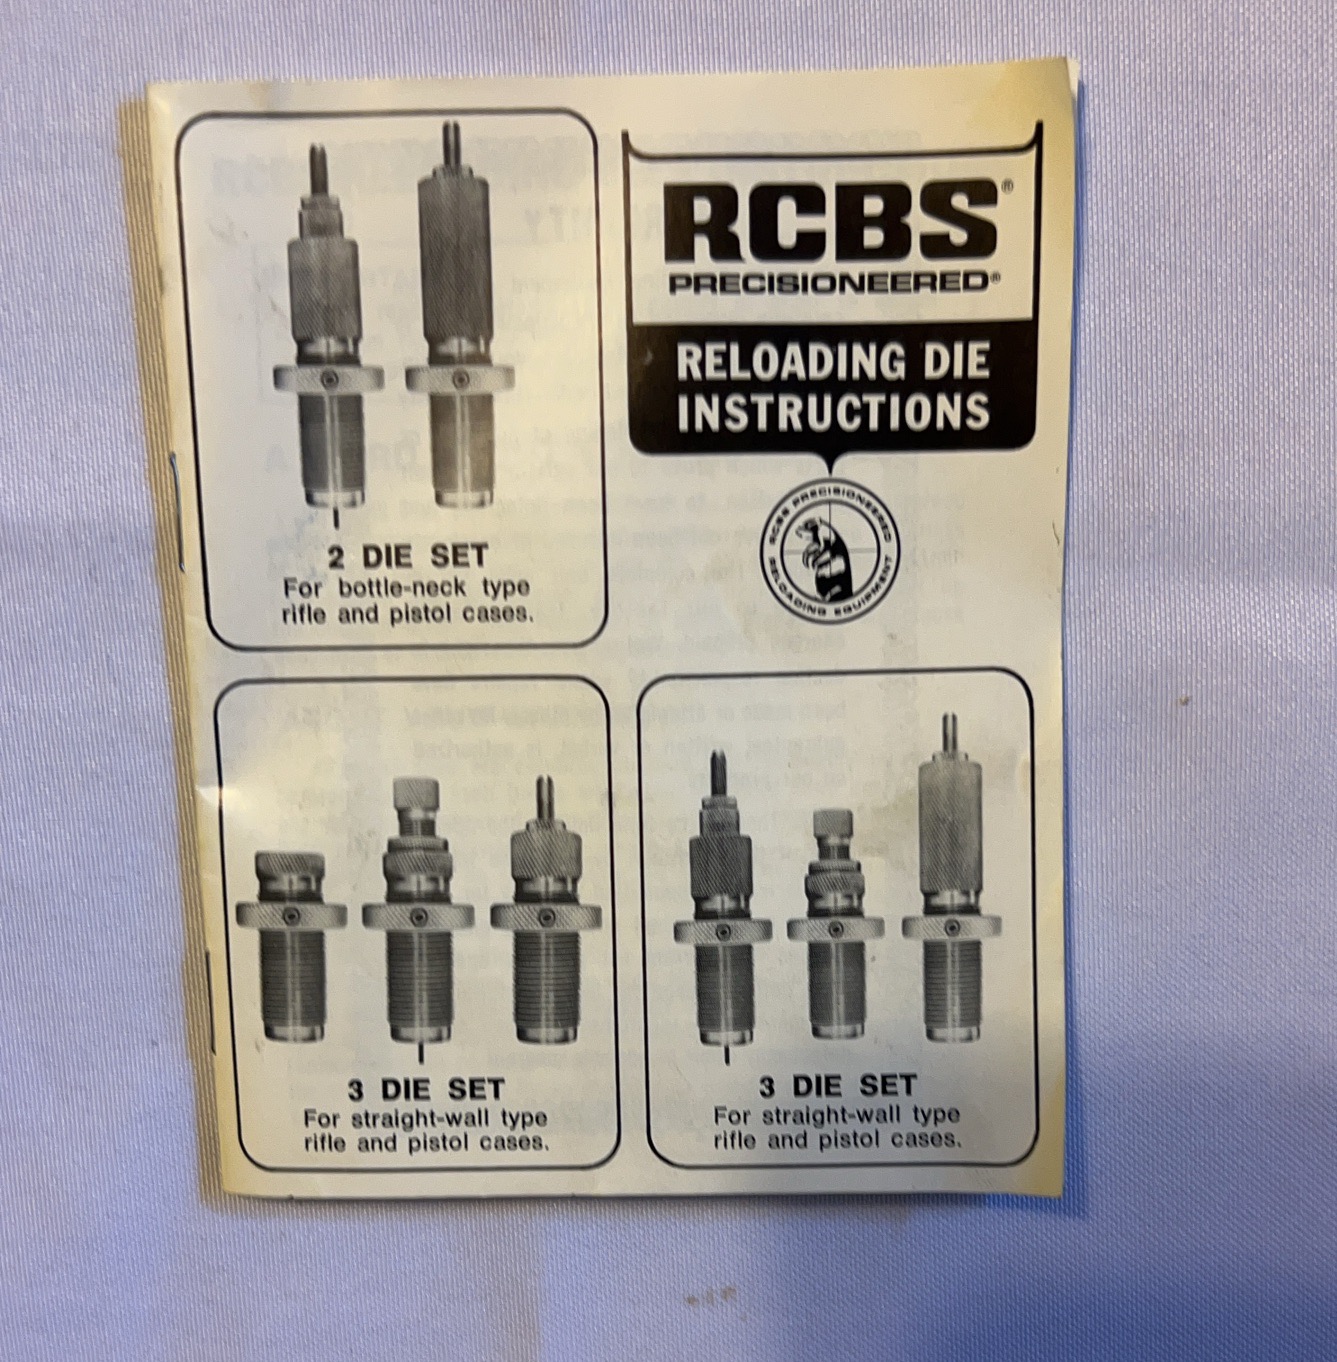 RCBS®
PRECISIONEERED®
RELOADING DIE
INSTRUCTIONS
RCBS PRECISIONEERED
RELOADING EQUIPMENT
2 DIE SET
For bottle-neck type
rifle and pistol cases.
3 DIE SET
For straight-wall type
rifle and pistol cases.
3 DIE SET
For straight-wall type
rifle and pistol cases.